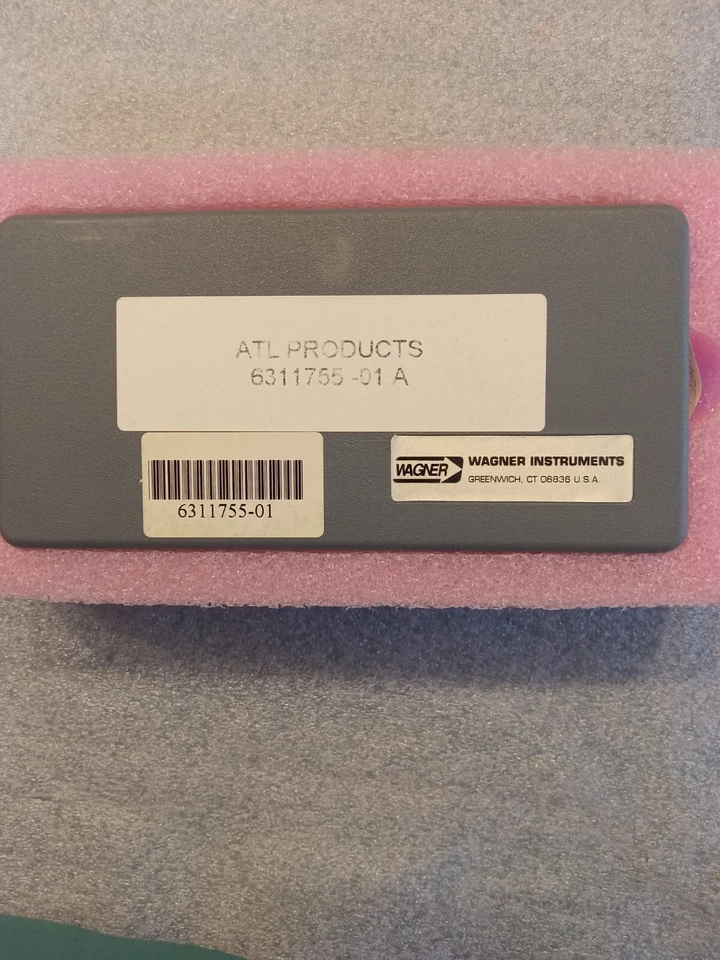 ATL PRODUCTS
6311755 -01 A
6311755-01
WAGNER
WAGNER INSTRUMENTS
GREENWICH, CT 06836 U.S.A.